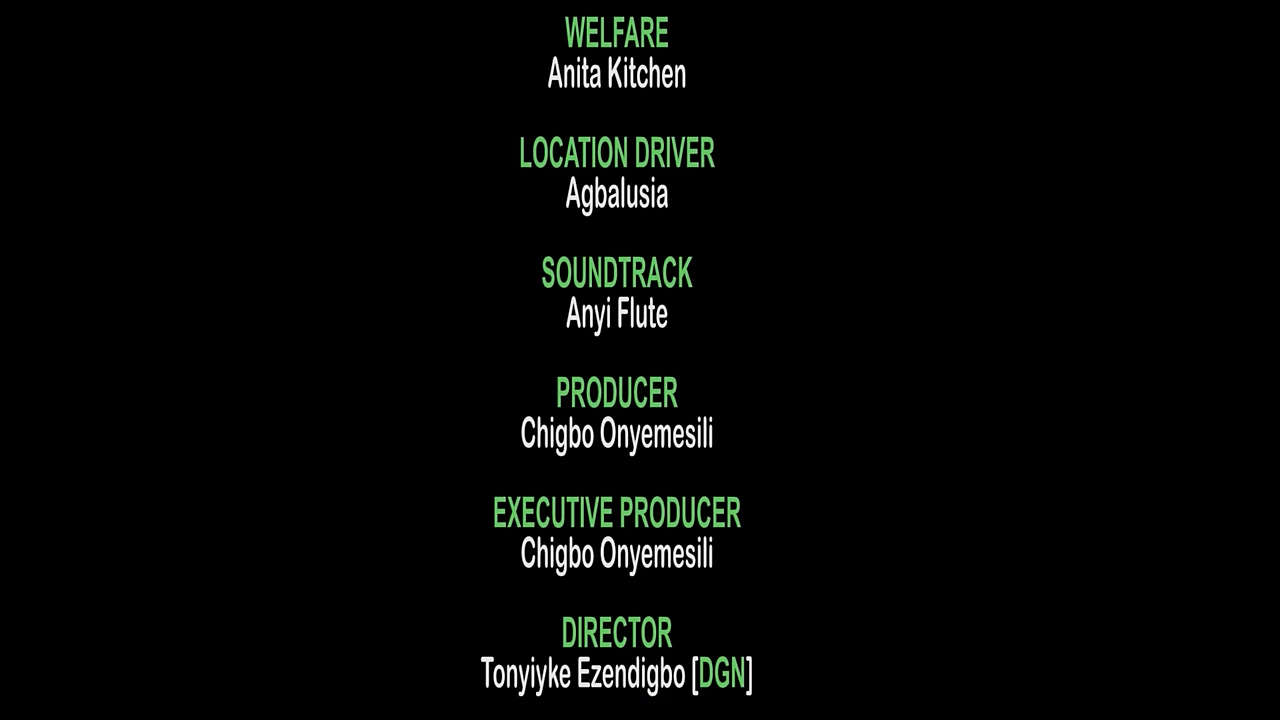 WELFARE
Anita Kitchen
LOCATION DRIVER
Agbalusia
SOUNDTRACK
Anyi Flute
PRODUCER
Chigbo Onyemesili
EXECUTIVE PRODUCER
Chigbo Onyemesili
DIRECTOR
Tonyiyke Ezendigbo [DGN]